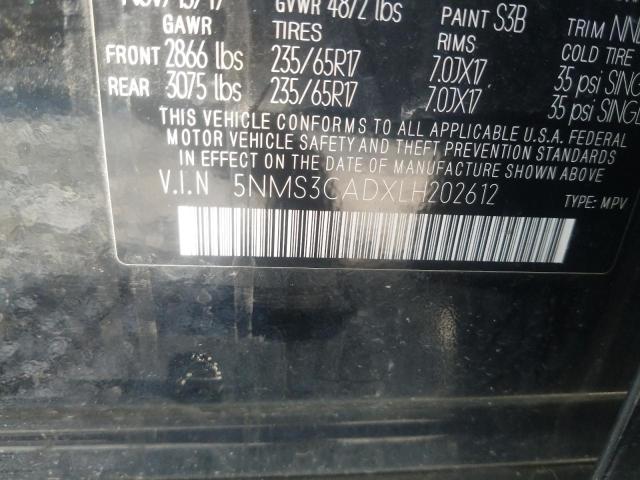 GVWR 4872 lbs PAINT S3B TRIM
GAWR TIRES RIMS COLD TIRE
FRONT 2866 lbs 235/65R17 7.0JX17 35 psi SING
REAR 3075 lbs 235/65R17 7.0JX17 35 psi SINGLE
THIS VEHICLE CONFORMS TO ALL APPLICABLE U.S.A. FEDERAL
MOTOR VEHICLE SAFETY AND THEFT PREVENTION STANDARDS
IN EFFECT ON THE DATE OF MANUFACTURE SHOWN ABOVE
V.I.N 5NMS3CADXLH202612 TYPE: MPV